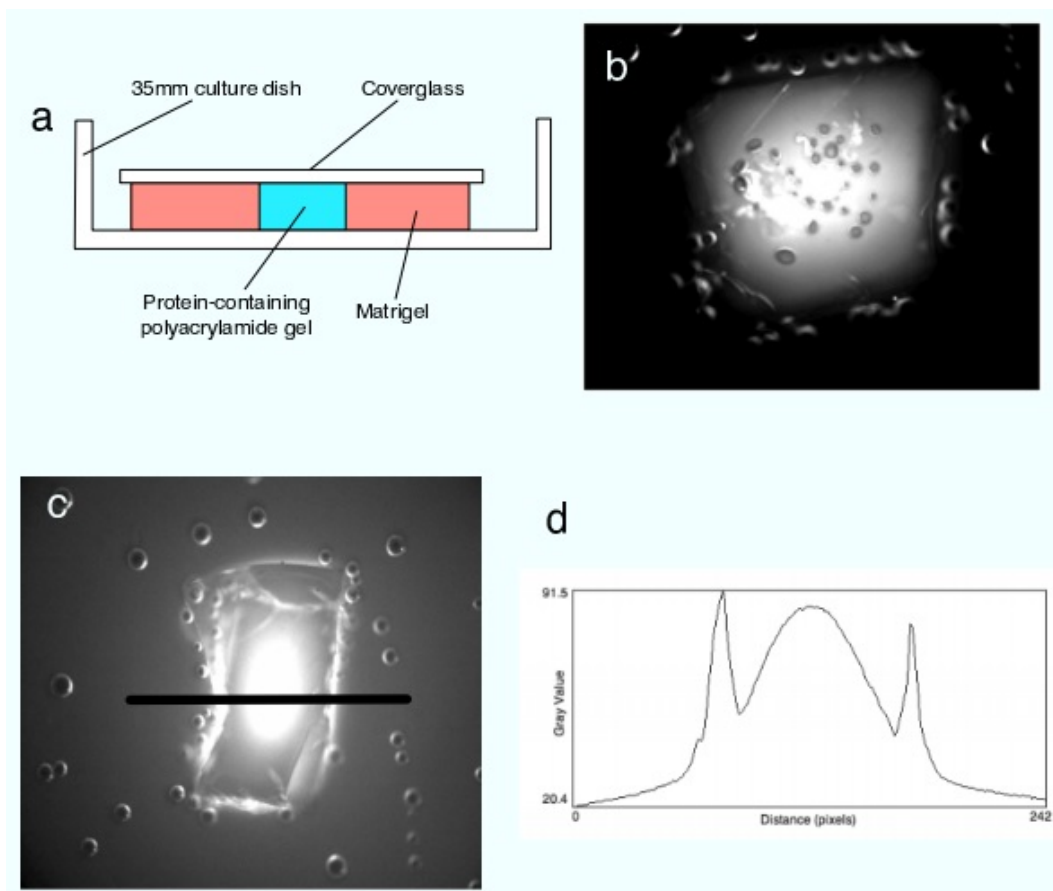 a
35mm culture dish
Coverglass
Protein-containing
polyacrylamide gel
Matrigel
b
c
d
91.5
Gray Value
20.4
0
Distance (pixels)
242